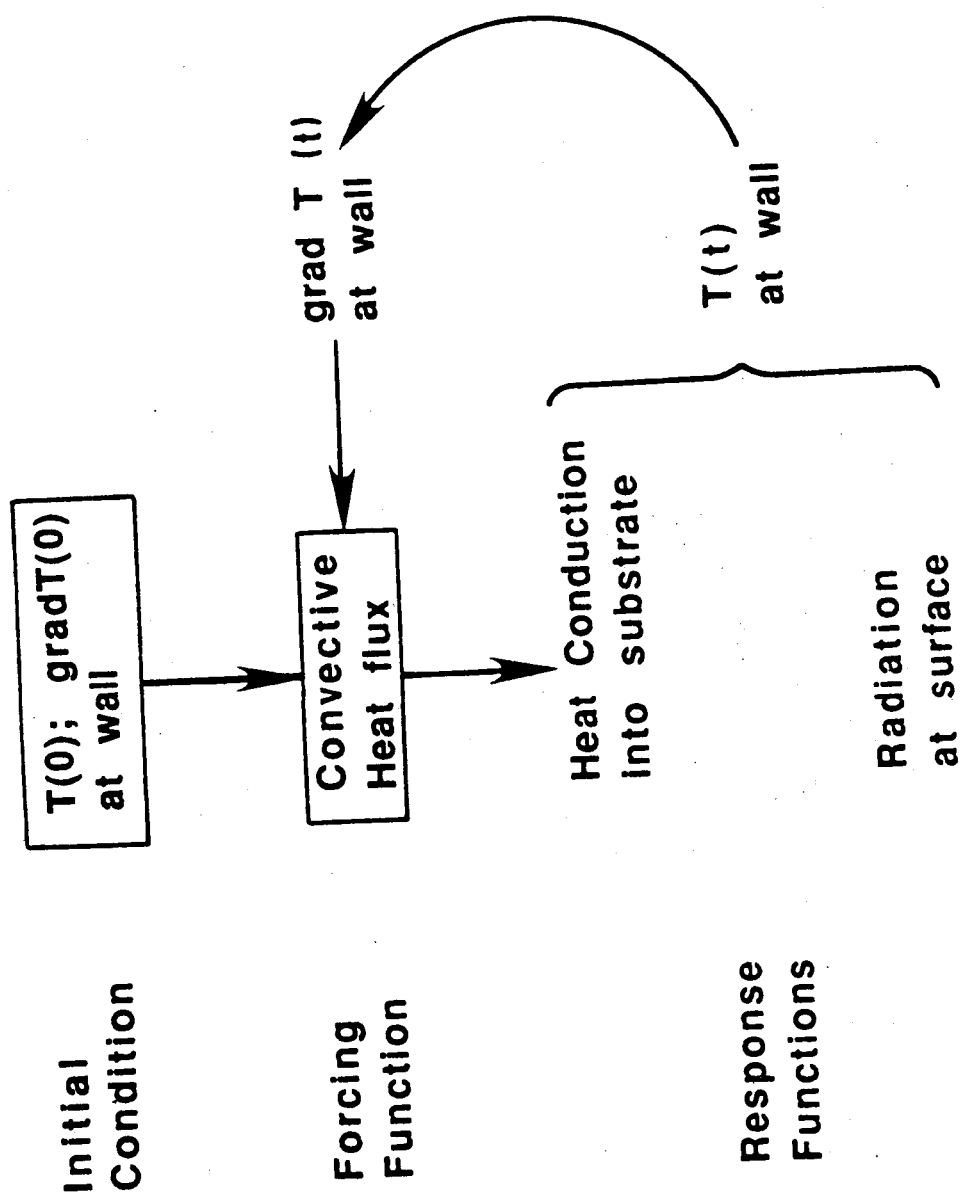 Initial
Condition
T(0); gradT(0)
at wall
Forcing
Function
Convective
Heat flux
grad T (t)
at wall
Response
Functions
Heat Conduction
into substrate
Radiation
at surface
T(t)
at wall